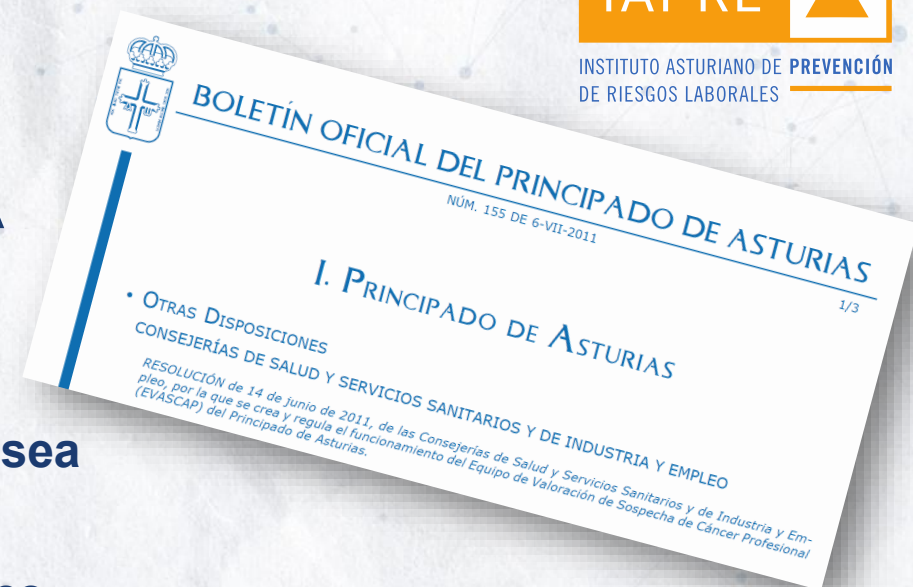 INSTITUTO ASTURIANO DE PREVENCIÓN
DE RIESGOS LABORALES
BOLETÍN OFICIAL DEL PRINCIPADO DE ASTURIAS
NÚM. 155 DE 6-VII-2011
1/3
I. PRINCIPADO DE ASTURIAS
• OTRAS DISPOSICIONES
CONSEJERÍAS DE SALUD Y SERVICIOS SANITARIOS Y DE INDUSTRIA Y EMPLEO
RESOLUCIÓN de 14 de junio de 2011, de las Consejerías de Salud y Servicios Sanitarios y de Industria y Em-
pleo, por la que se crea y regula el funcionamiento del Equipo de Valoración de Sospecha de Cáncer Profesional
(EVASCAP) del Principado de Asturias.
sea